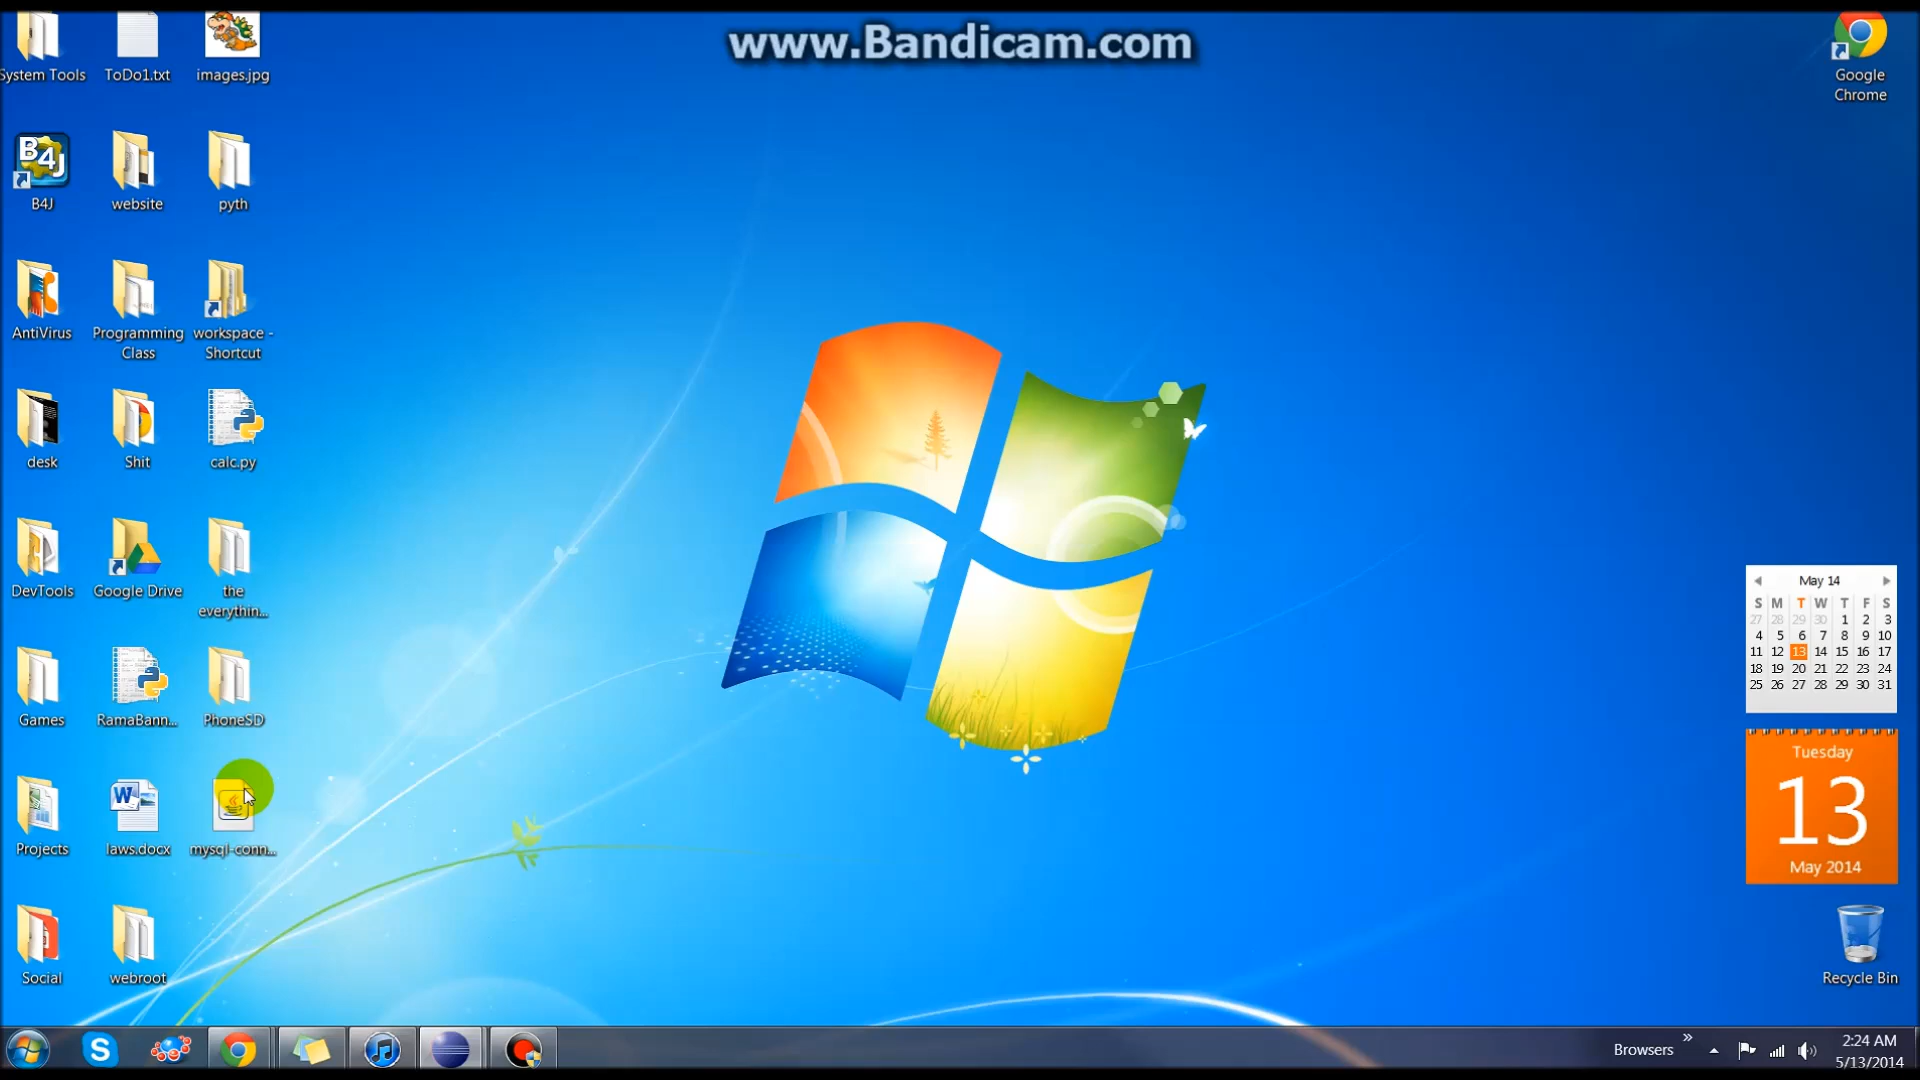 www.Bandicam.com
System Tools
ToDo1.txt
images.jpg
Google
Chrome
B4J
B4J
website
pyth
AntiVirus
Programming
Class
workspace -
Shortcut
desk
Shit
calc.py
DevTools
Google Drive
the
everythin...
Games
RamaBann...
PhoneSD
Projects
laws.docx
mysql-conn...
Social
webroot
May 14
S M T W T F S
27 28 29 30 1 2 3
4 5 6 7 8 9 10
11 12 13 14 15 16 17
18 19 20 21 22 23 24
25 26 27 28 29 30 31
Tuesday
13
May 2014
Recycle Bin
Browsers
2:24 AM
5/13/2014